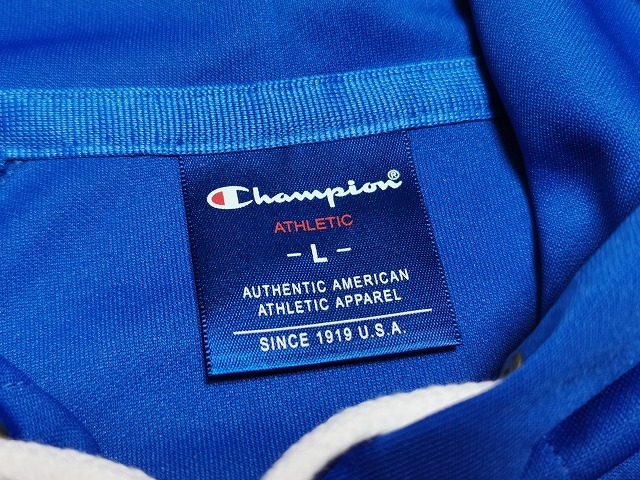 Champion®
ATHLETIC
- L -
AUTHENTIC AMERICAN
ATHLETIC APPAREL
SINCE 1919 U.S.A.